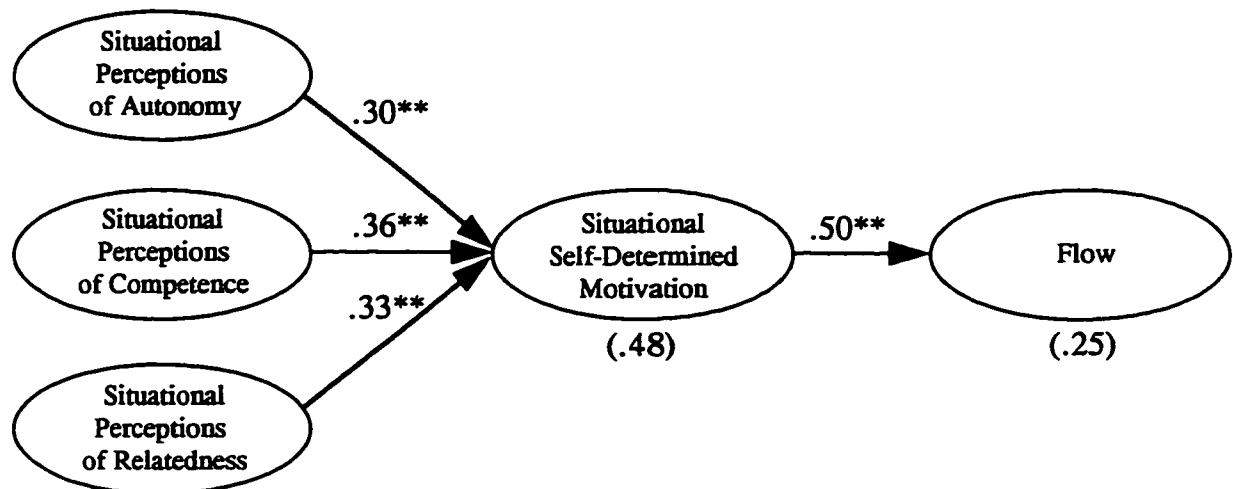 Situational
Perceptions
of Autonomy
.30**
Situational
Perceptions
of Competence
.36**
Situational
Perceptions
of Relatedness
.33**
Situational
Self-Determined
Motivation
(.48)
.50**
Flow
(.25)